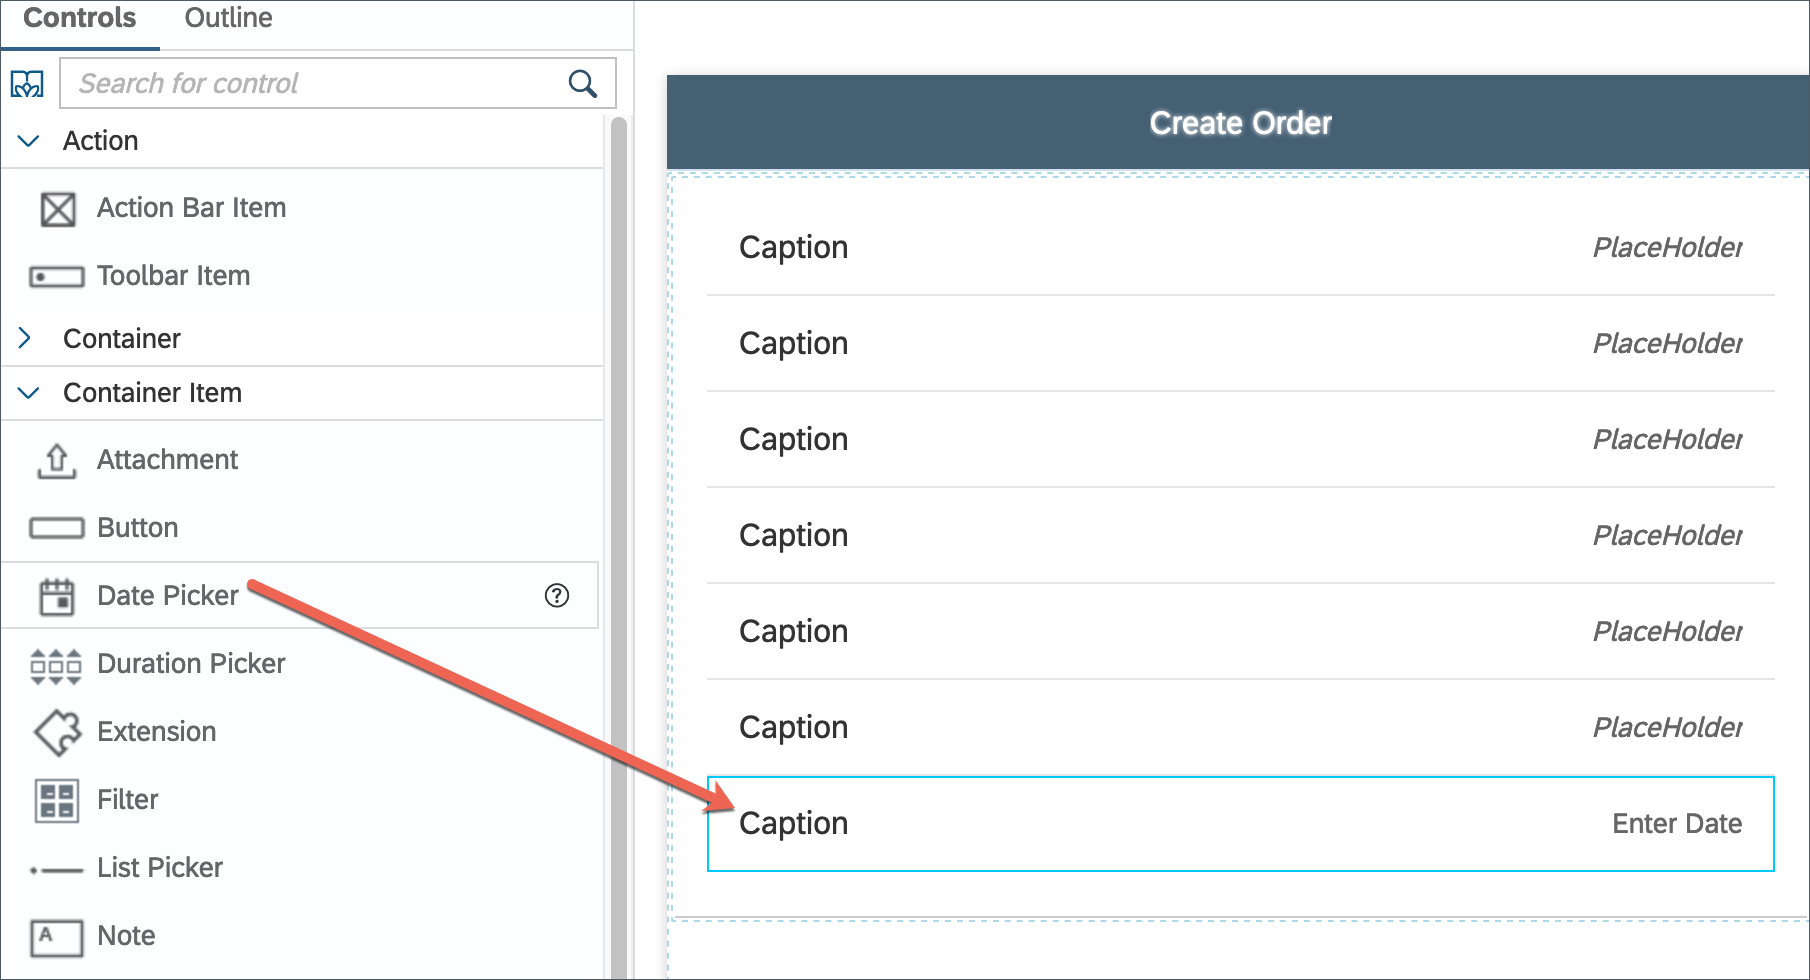 Controls
Outline
Search for control
Action
Action Bar Item
Toolbar Item
Container
Container Item
Attachment
Button
Date Picker
?
Duration Picker
Extension
Filter
List Picker
A
Note
Create Order
Caption PlaceHolder
Caption PlaceHolder
Caption PlaceHolder
Caption PlaceHolder
Caption PlaceHolder
Caption PlaceHolder
Caption Enter Date